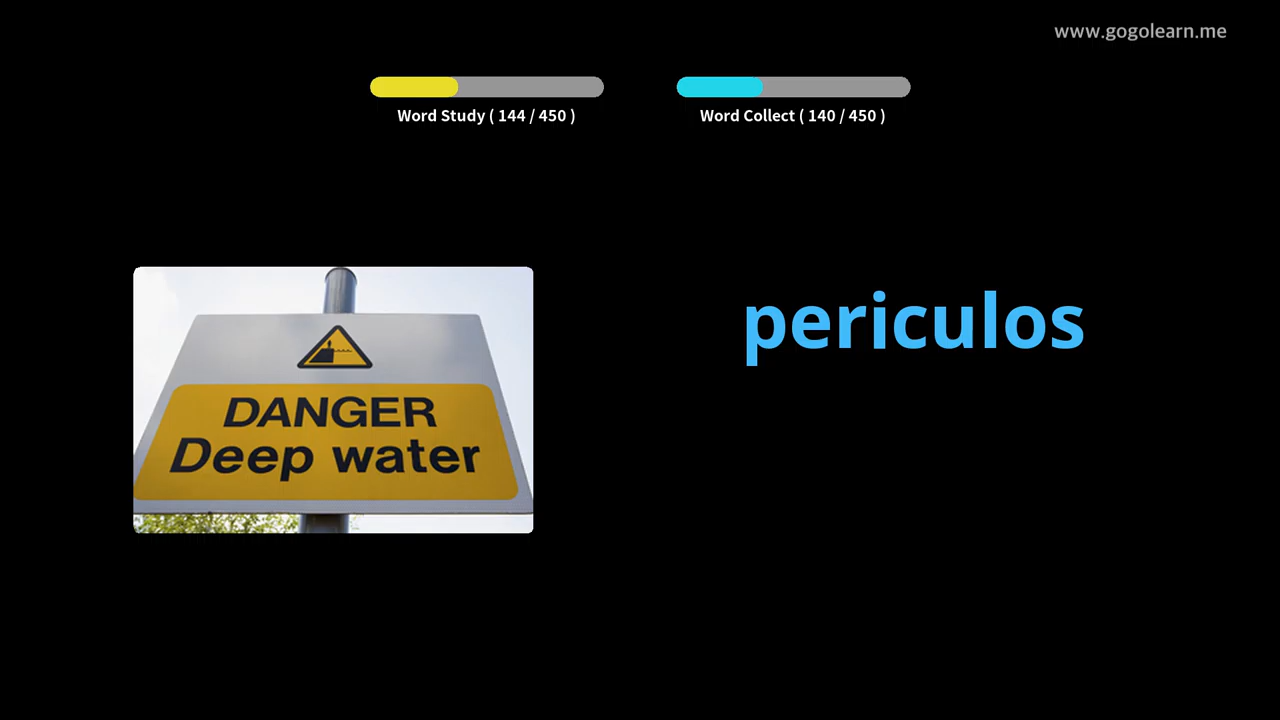 www.gogolearn.me
Word Study ( 144 / 450 )
Word Collect ( 140 / 450 )
DANGER
Deep water
periculos